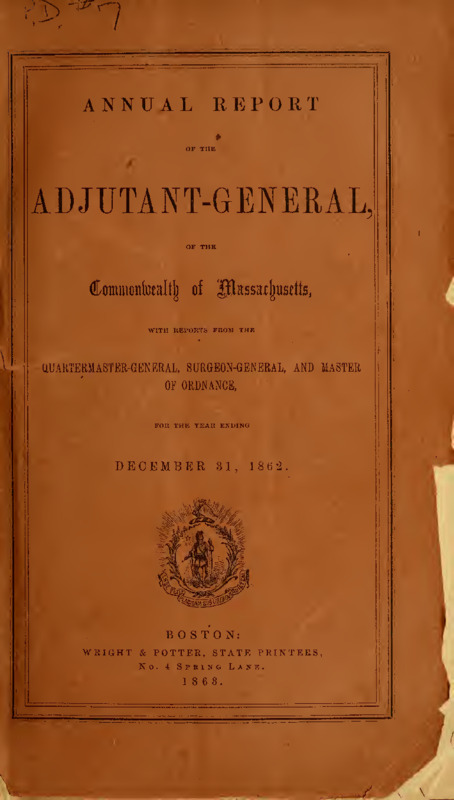 P.D. #7
ANNUAL REPORT
OF THE
ADJUTANT-GENERAL,
OF THE
Commonwealth of Massachusetts,
WITH REPORTS FROM THE
QUARTERMASTER-GENERAL, SURGEON-GENERAL, AND MASTER
OF ORDNANCE,
FOR THE YEAR ENDING
DECEMBER 31, 1862.
BOSTON:
WRIGHT & POTTER, STATE PRINTERS,
No. 4 Spring Lane.
1863.